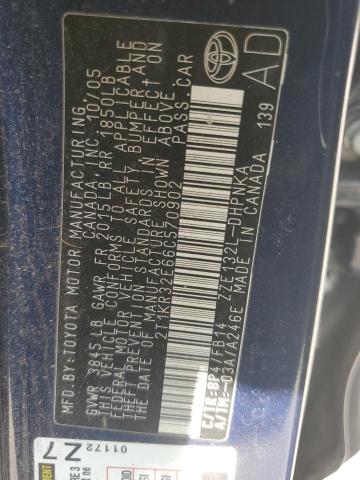 MFD.BY:TOYOTA MOTOR MANUFACTURING
CANADA, INC. 10/05
GVWR 3845 LB GAWR FR 2015LB, RR 1850LB
THIS VEHICLE CONFORMS TO ALL APPLICABLE
FEDERAL MOTOR VEHICLE SAFETY, BUMPER, AND
THEFT PREVENTION STANDARDS IN EFFECT ON
THE DATE OF MANUFACTURE SHOWN ABOVE.
2T1KR32E66C570902 PASS. CAR
C/TR: 8P4/FB14 ZZE132L-DHPNKA
A/TM: -03A/A246E MADE IN CANADA 139
TOYOTA
AD
01172
Z7